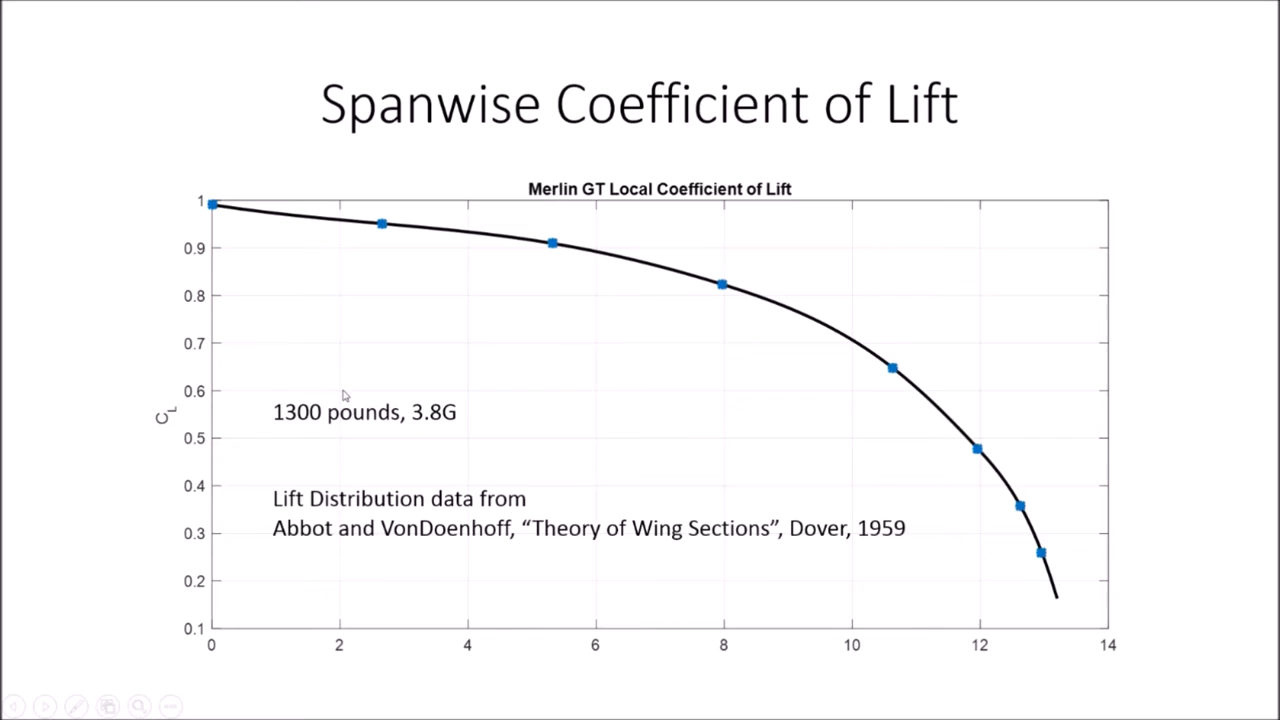 Spanwise Coefficient of Lift
Merlin GT Local Coefficient of Lift
1
0.9
0.8
0.7
0.6
0.5
0.4
0.3
0.2
0.1
C_L
1300 pounds, 3.8G
Lift Distribution data from
Abbot and VonDoenhoff, “Theory of Wing Sections”, Dover, 1959
0 2 4 6 8 10 12 14